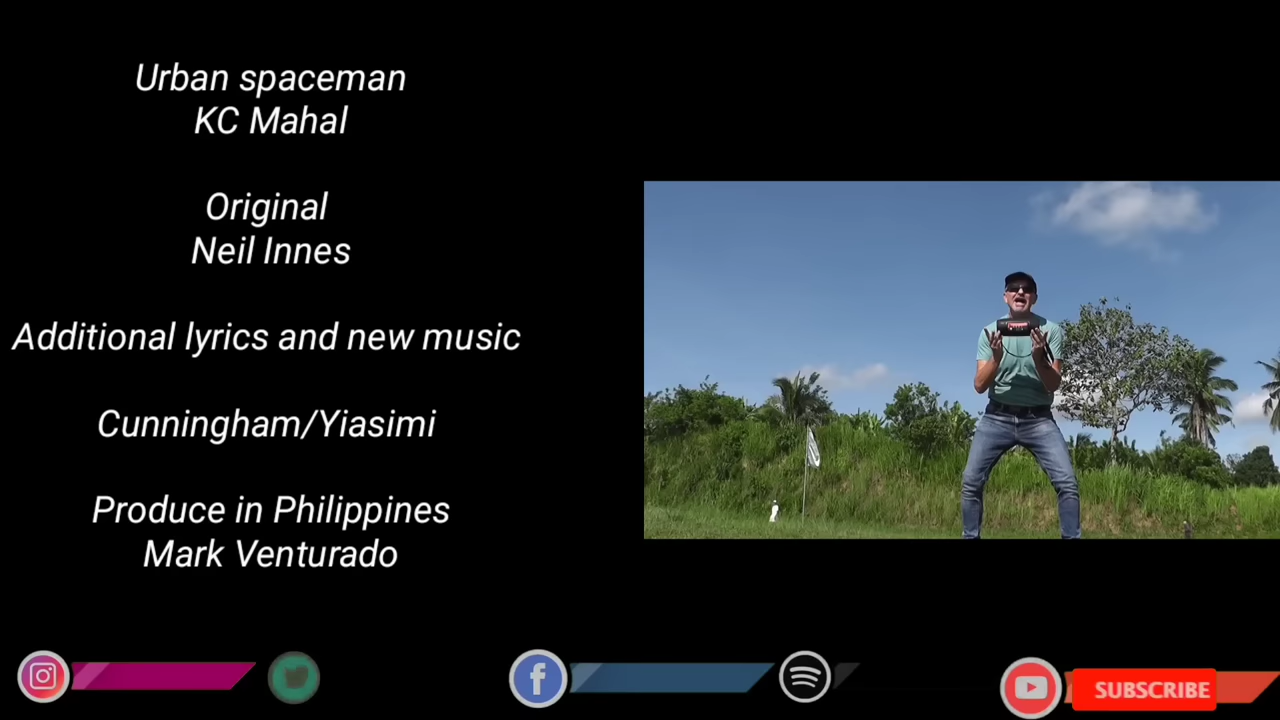 Urban spaceman
KC Mahal
Original
Neil Innes
Additional lyrics and new music
Cunningham/Yiasimi
Produce in Philippines
Mark Venturado
SUBSCRIBE